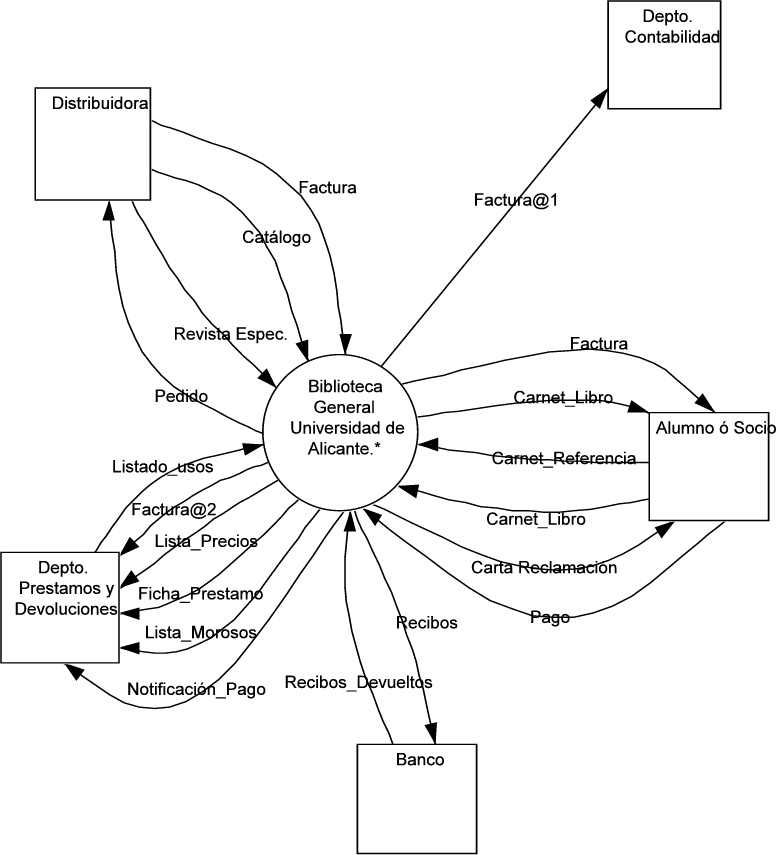 Depto.
Contabilidad
Distribuidora
Factura
Factura@1
Catálogo
Revista Espec.
Factura
Pedido
Biblioteca
General
Universidad de
Alicante.*
Carnet_Libro
Alumno ó Socio
Listado_usos
Carnet_Referencia
Factura@2
Carnet_Libro
Lista_Precios
Depto.
Prestamos y
Devoluciones
Carta Reclamación
Ficha_Prestamo
Pago
Recibos
Lista_Morosos
Notificación_Pago
Recibos_Devueltos
Banco